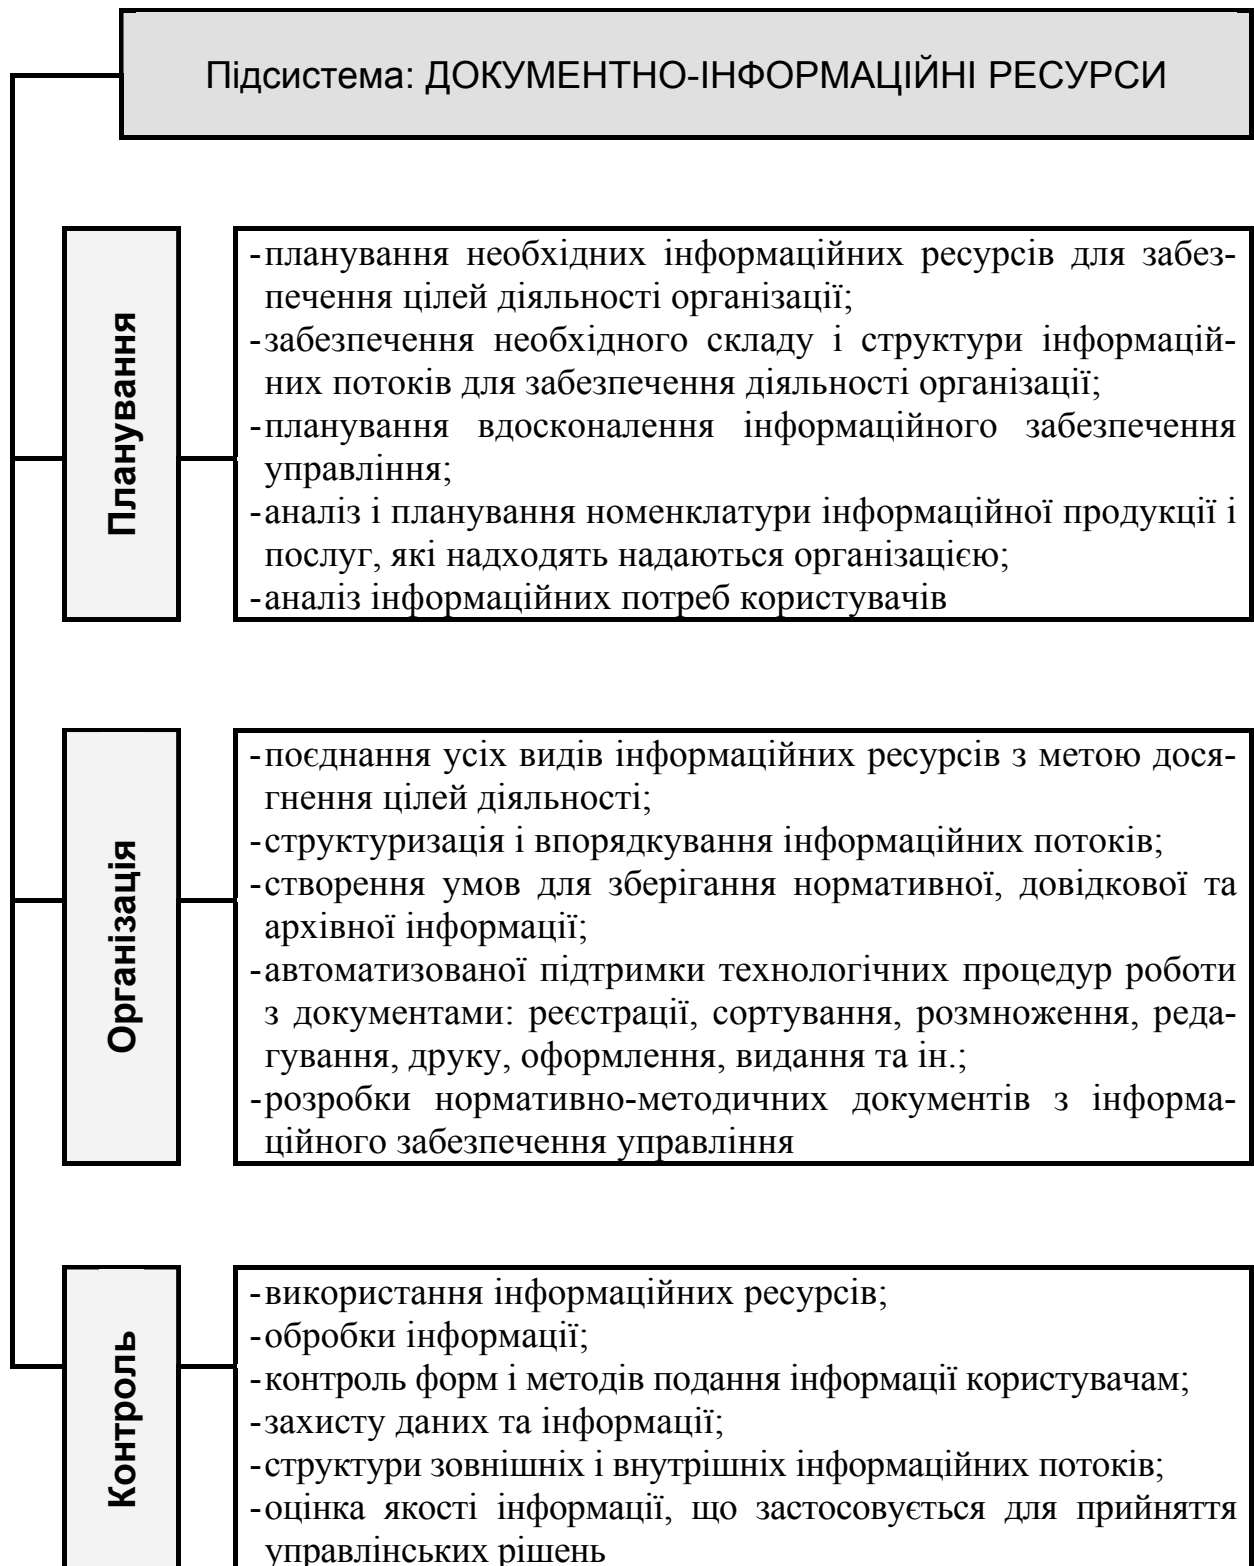 Підсистема: ДОКУМЕНТНО-ІНФОРМАЦІЙНІ РЕСУРСИ
Планування
-планування необхідних інформаційних ресурсів для забез-
печення цілей діяльності організації;
-забезпечення необхідного складу і структури інформацій-
них потоків для забезпечення діяльності організації;
-планування вдосконалення інформаційного забезпечення
управління;
-аналіз і планування номенклатури інформаційної продукції і
послуг, які надходять надаються організацією;
-аналіз інформаційних потреб користувачів
Організація
-поєднання усіх видів інформаційних ресурсів з метою дося-
гнення цілей діяльності;
-структуризація і впорядкування інформаційних потоків;
-створення умов для зберігання нормативної, довідкової та
архівної інформації;
-автоматизованої підтримки технологічних процедур роботи
з документами: реєстрації, сортування, розмноження, реда-
гування, друку, оформлення, видання та ін.;
-розробки нормативно-методичних документів з інформа-
ційного забезпечення управління
Контроль
-використання інформаційних ресурсів;
-обробки інформації;
-контроль форм і методів подання інформації користувачам;
-захисту даних та інформації;
-структури зовнішніх і внутрішніх інформаційних потоків;
-оцінка якості інформації, що застосовується для прийняття
управлінських рішень